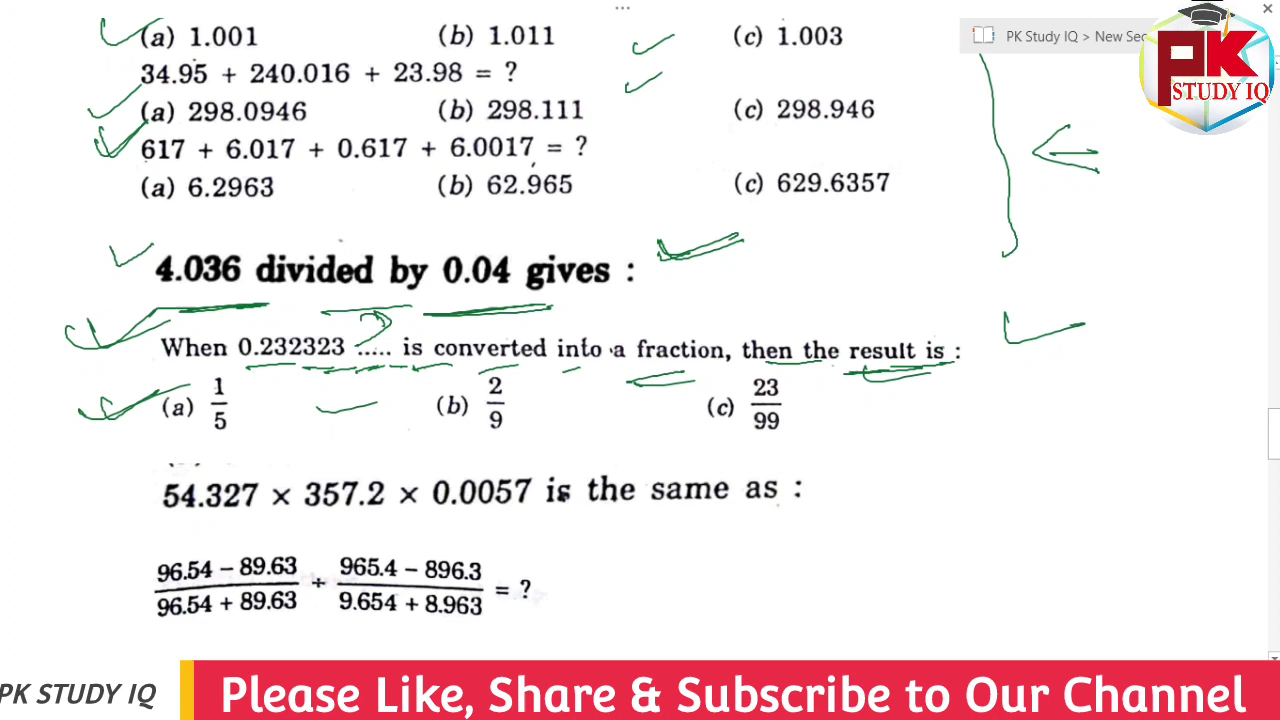 ...
PK Study IQ > New Sec
PK
STUDY IQ
(a) 1.001 (b) 1.011 (c) 1.003
34.95 + 240.016 + 23.98 = ?
(a) 298.0946 (b) 298.111 (c) 298.946
617 + 6.017 + 0.617 + 6.0017 = ?
(a) 6.2963 (b) 62.965 (c) 629.6357
4.036 divided by 0.04 gives :
When 0.232323 ..... is converted into a fraction, then the result is :
(a) 1/5 (b) 2/9 (c) 23/99
54.327 × 357.2 × 0.0057 is the same as :
(96.54 – 89.63)/(96.54 + 89.63) ÷ (965.4 – 896.3)/(9.654 + 8.963) = ?
PK STUDY IQ
Please Like, Share & Subscribe to Our Channel